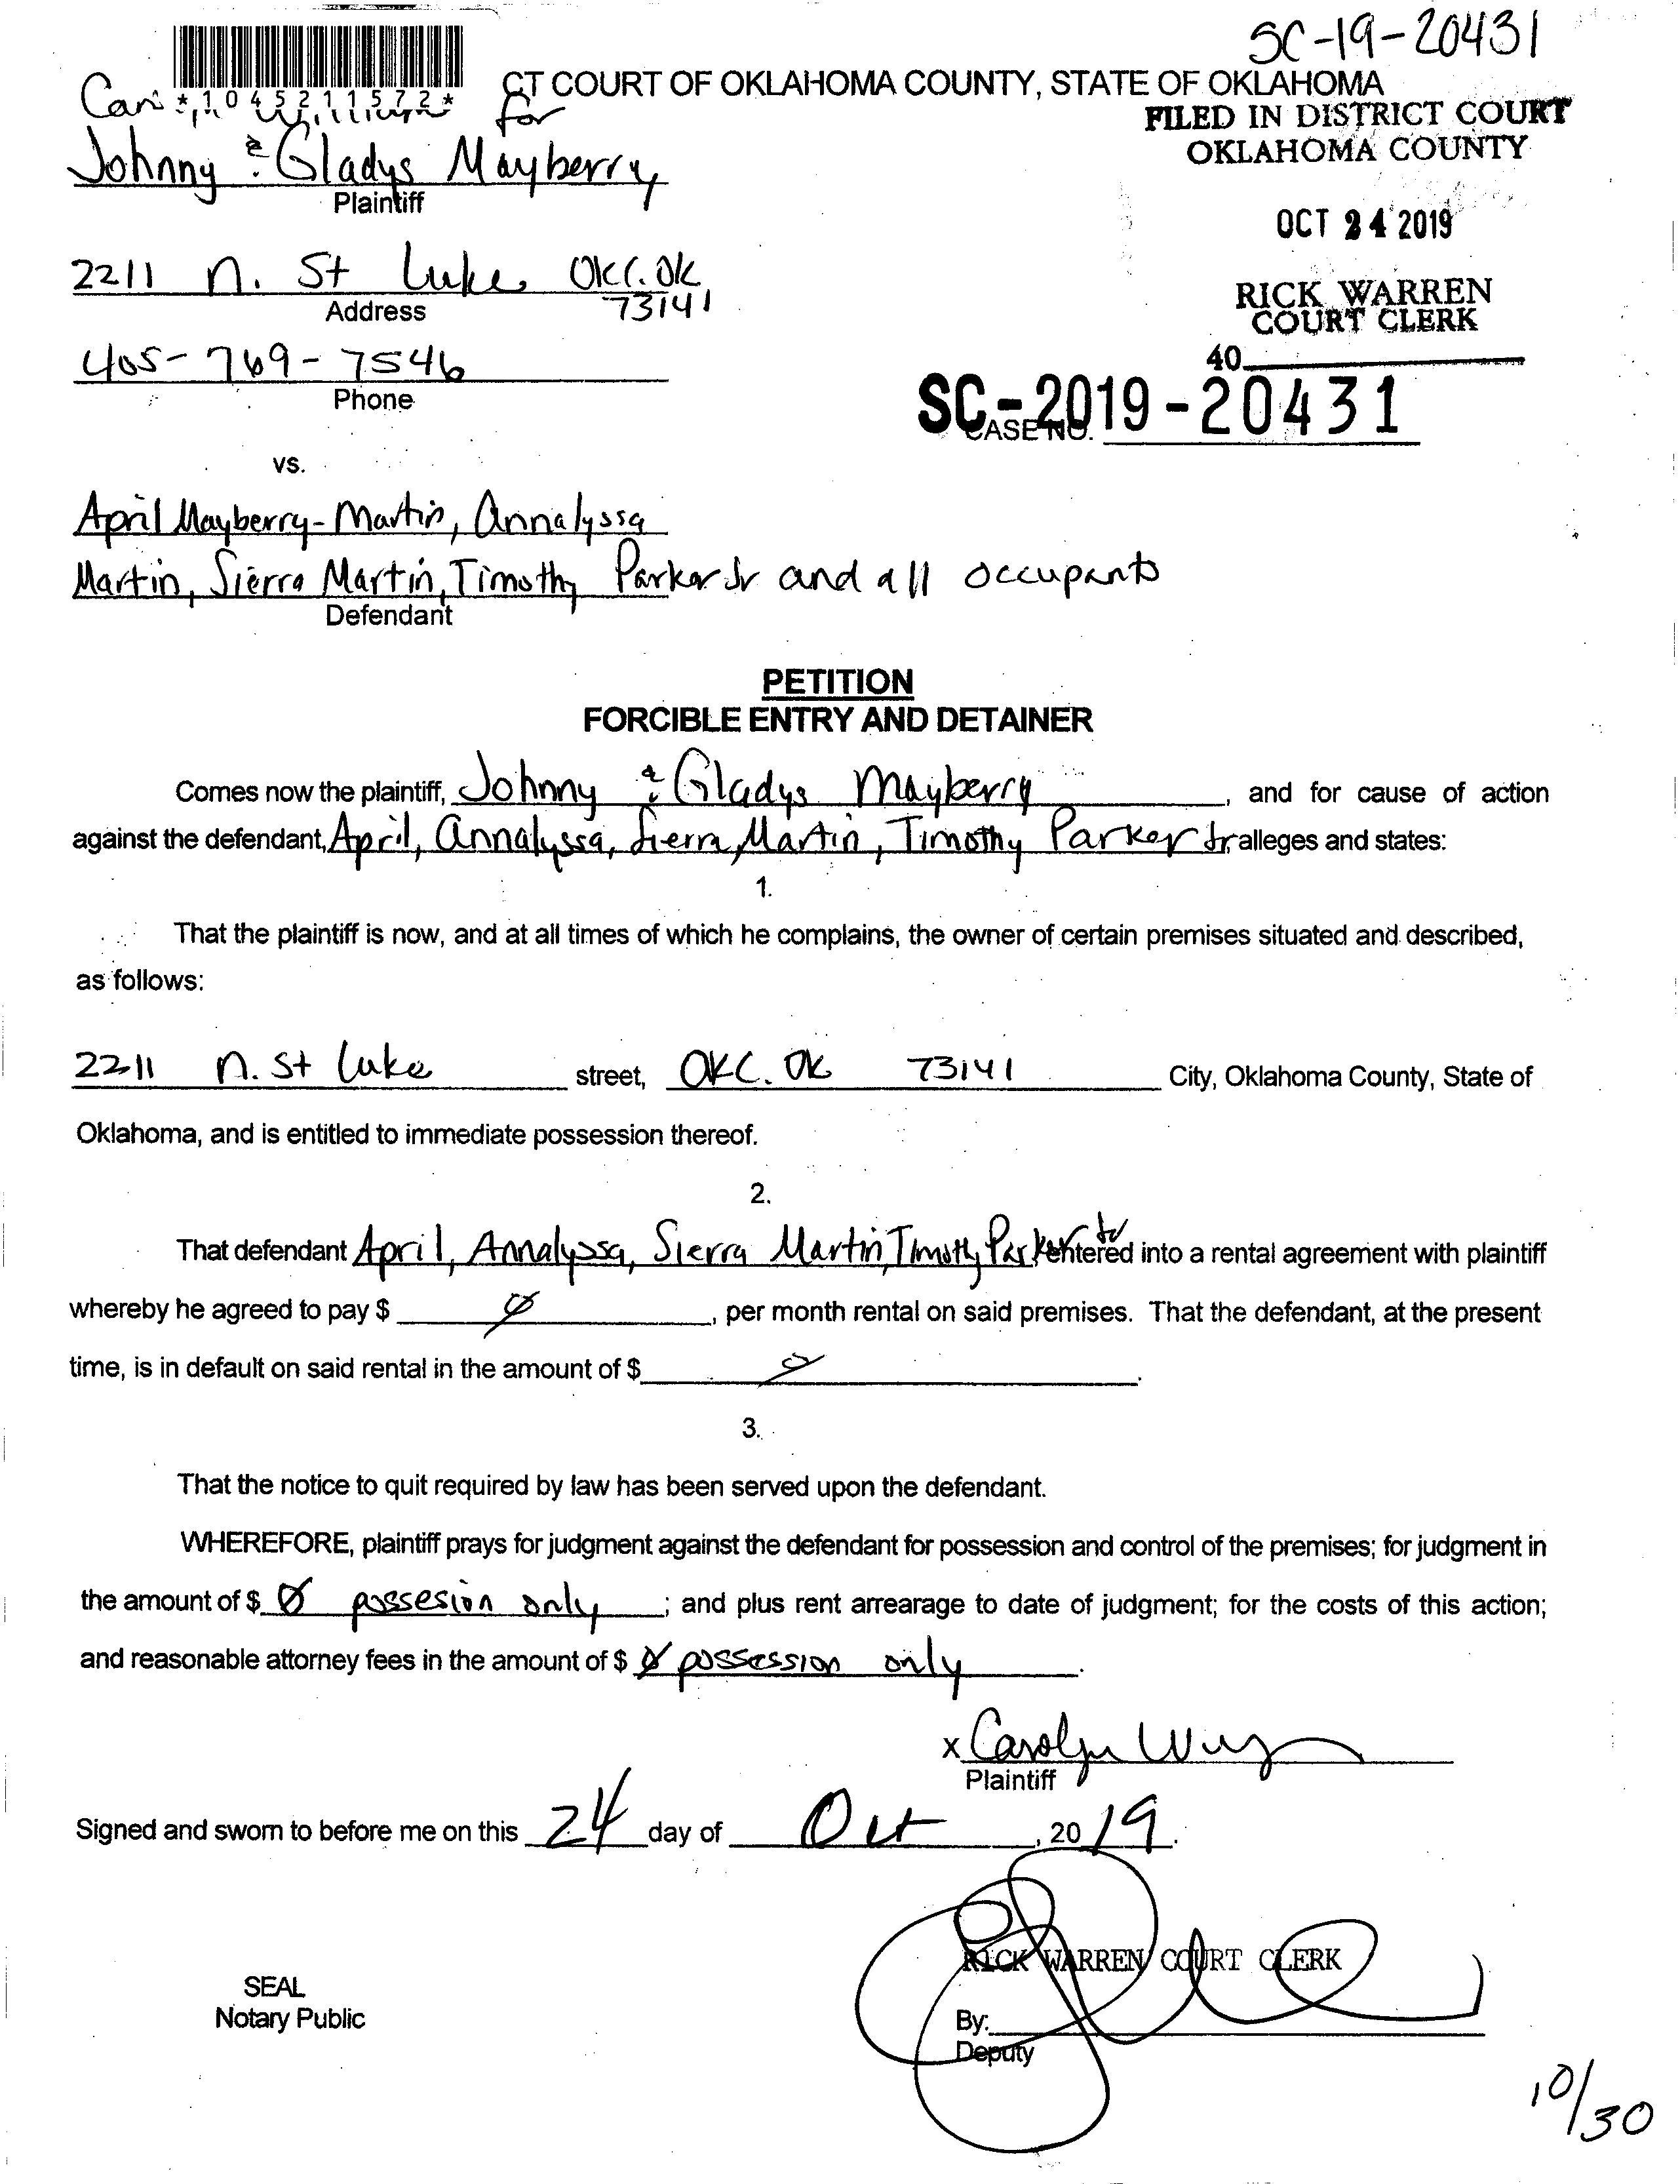 SC-19-20431
*1045211572*
CT COURT OF OKLAHOMA COUNTY, STATE OF OKLAHOMA
for
FILED IN DISTRICT COURT
OKLAHOMA COUNTY
Johnny & Gladys Mayberry
Plaintiff
OCT 24 2019
2211 N. St Luke OKC. OK
73141
Address
RICK WARREN
COURT CLERK
405-769-7546
Phone
40
SC-2019-20431
CASE NO.
vs.
April Mayberry-Martin, Annalyssa
Martin, Sierra Martin, Timothy Parker Jr and all occupants
Defendant
PETITION
FORCIBLE ENTRY AND DETAINER
Comes now the plaintiff, Johnny & Gladys Mayberry, and for cause of action
against the defendant, April, Annalyssa, Sierra Martin, Timothy Parker Jr alleges and states:
1.
That the plaintiff is now, and at all times of which he complains, the owner of certain premises situated and described,
as follows:
2211 N. St Luke street, OKC. OK 73141 City, Oklahoma County, State of
Oklahoma, and is entitled to immediate possession thereof.
2.
That defendant April, Annalyssa, Sierra Martin, Timothy Parker Jr entered into a rental agreement with plaintiff
whereby he agreed to pay $ Ø, per month rental on said premises. That the defendant, at the present
time, is in default on said rental in the amount of $ Ø.
3.
That the notice to quit required by law has been served upon the defendant.
WHEREFORE, plaintiff prays for judgment against the defendant for possession and control of the premises; for judgment in
the amount of $ Ø possesion only; and plus rent arrearage to date of judgment; for the costs of this action;
and reasonable attorney fees in the amount of $ Ø possession only.
x Carolyn
Plaintiff
Signed and sworn to before me on this 24 day of Oct, 2019.
RICK WARREN COURT CLERK
SEAL
Notary Public
By:
Deputy
10/30